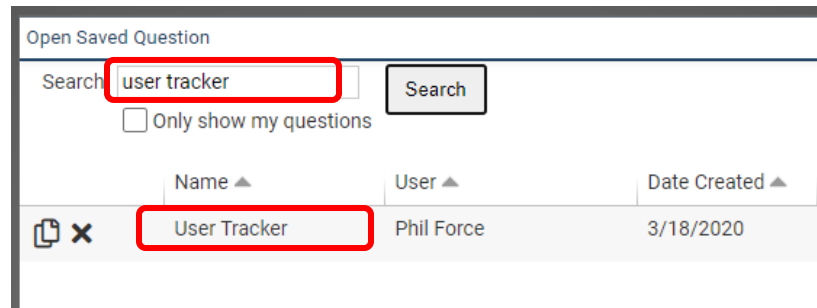 Open Saved Question
Search user tracker Search
Only show my questions
Name User Date Created
User Tracker Phil Force 3/18/2020